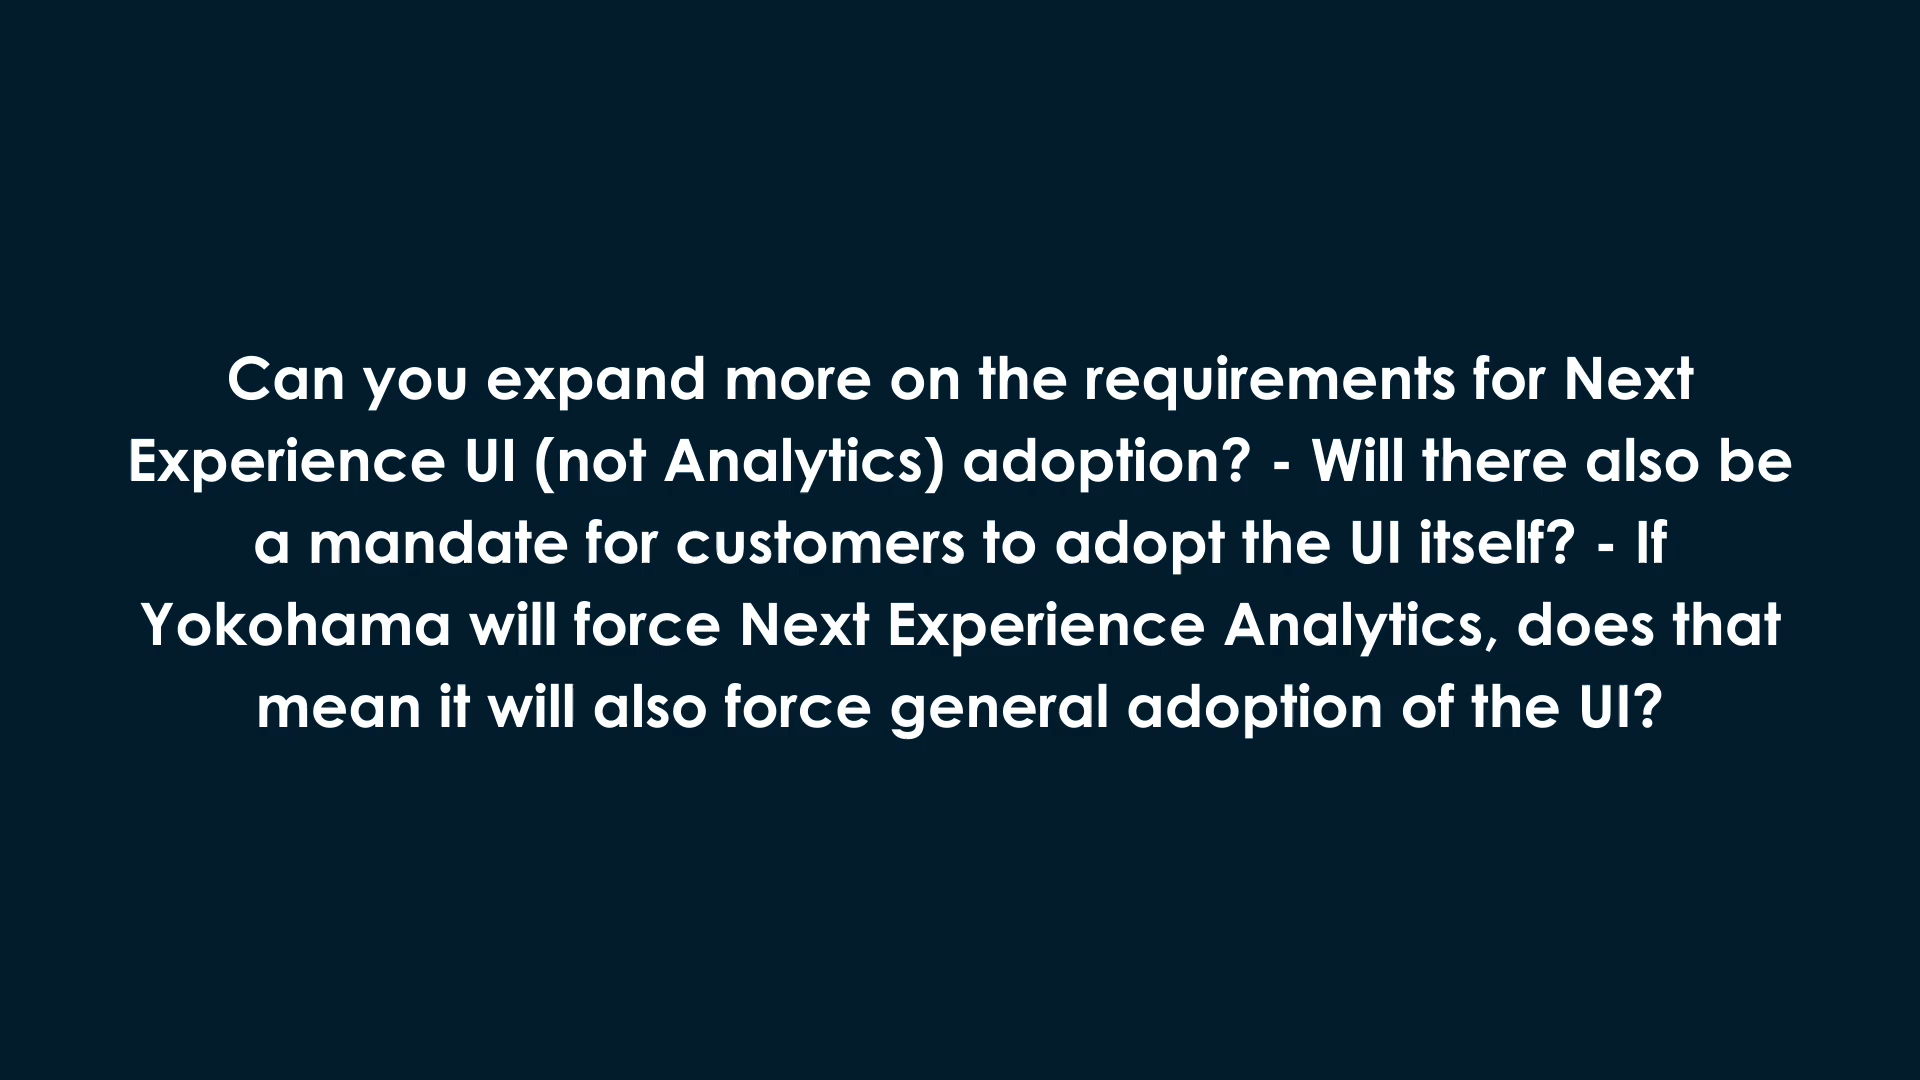 Can you expand more on the requirements for Next
Experience UI (not Analytics) adoption? - Will there also be
a mandate for customers to adopt the UI itself? - If
Yokohama will force Next Experience Analytics, does that
mean it will also force general adoption of the UI?